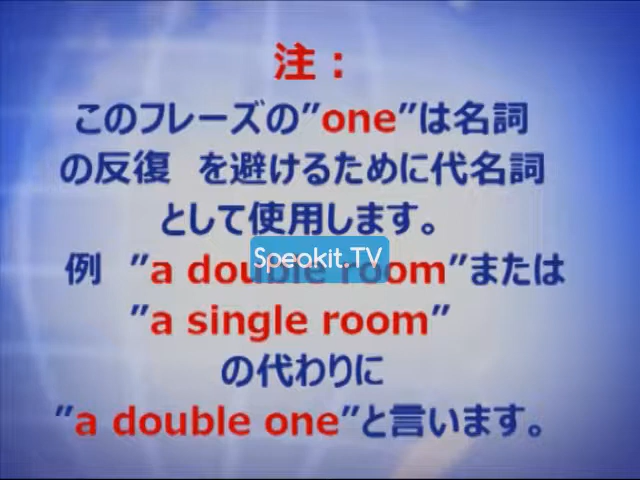 注：
このフレーズの”one”は名詞
の反復　を避けるために代名詞
として使用します。
Speakit.TV
例　”a double room”または
”a single room”
の代わりに
”a double one”と言います。